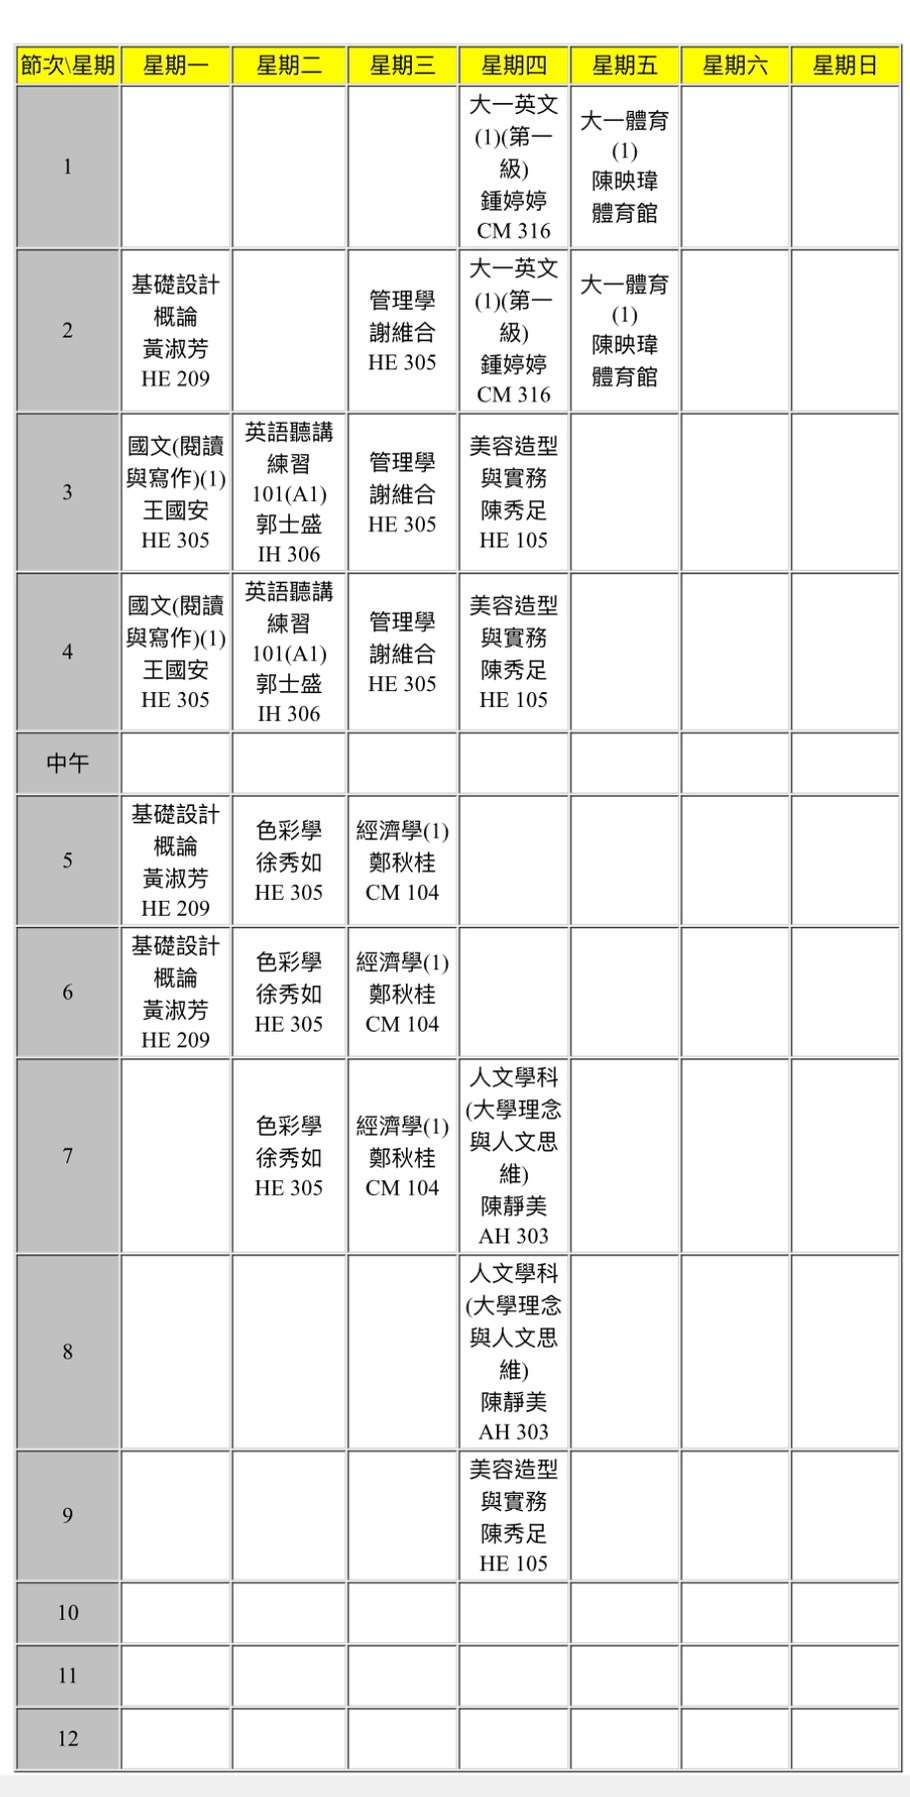 節次\星期 星期一 星期二 星期三 星期四 星期五 星期六 星期日
1
大一英文
(1)(第一
級)
鍾婷婷
CM 316
大一體育
(1)
陳映瑋
體育館
2
基礎設計
概論
黃淑芳
HE 209
管理學
謝維合
HE 305
大一英文
(1)(第一
級)
鍾婷婷
CM 316
大一體育
(1)
陳映瑋
體育館
3
國文(閱讀
與寫作)(1)
王國安
HE 305
英語聽講
練習
101(A1)
郭士盛
IH 306
管理學
謝維合
HE 305
美容造型
與實務
陳秀足
HE 105
4
國文(閱讀
與寫作)(1)
王國安
HE 305
英語聽講
練習
101(A1)
郭士盛
IH 306
管理學
謝維合
HE 305
美容造型
與實務
陳秀足
HE 105
中午
5
基礎設計
概論
黃淑芳
HE 209
色彩學
徐秀如
HE 305
經濟學(1)
鄭秋桂
CM 104
6
基礎設計
概論
黃淑芳
HE 209
色彩學
徐秀如
HE 305
經濟學(1)
鄭秋桂
CM 104
7
色彩學
徐秀如
HE 305
經濟學(1)
鄭秋桂
CM 104
人文學科
(大學理念
與人文思
維)
陳靜美
AH 303
8
人文學科
(大學理念
與人文思
維)
陳靜美
AH 303
9
美容造型
與實務
陳秀足
HE 105
10
11
12